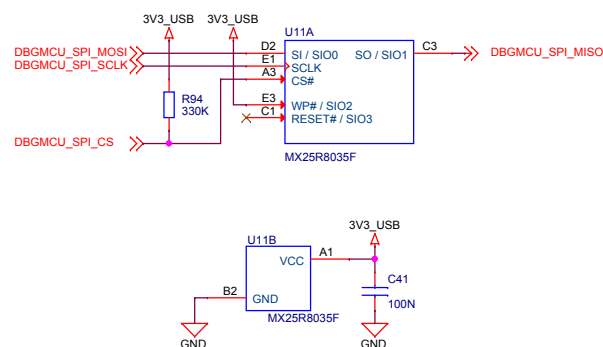 3V3_USB 3V3_USB U11A
DBGMCU_SPI_MOSI D2 SI / SIO0 SO / SIO1 C3 DBGMCU_SPI_MISO
DBGMCU_SPI_SCLK E1 SCLK
A3 CS#
R94 E3 WP# / SIO2
330K C1 RESET# / SIO3
DBGMCU_SPI_CS
MX25R8035F
3V3_USB
U11B
VCC A1
C41
B2 GND 100N
MX25R8035F
GND GND